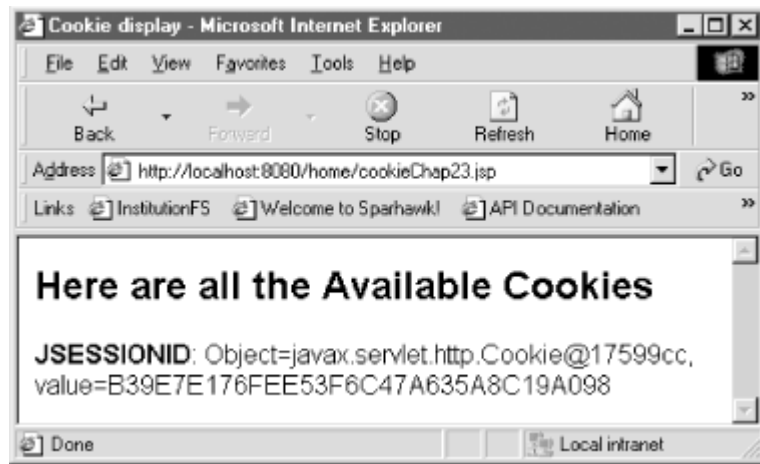 Cookie display - Microsoft Internet Explorer
File Edit View Favorites Tools Help
Back Forward Stop Refresh Home »
Address http://localhost:8080/home/cookieChap23.jsp Go
Links InstitutionFS Welcome to Sparhawk! API Documentation »
Here are all the Available Cookies
JSESSIONID: Object=javax.servlet.http.Cookie@17599cc,
value=B39E7E176FEE53F6C47A635A8C19A098
Done Local intranet